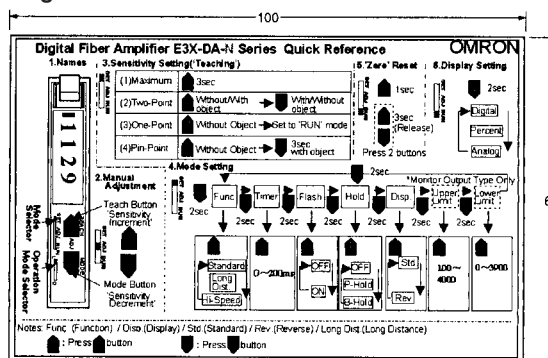 100
Digital Fiber Amplifier E3X-DA-N Series Quick Reference
OMRON
1.Names
3.Sensitivity Setting('Teaching')
(1)Maximum 3sec
(2)Two-Point Without/With object With/Without object
(3)One-Point Without Object Set to 'RUN' mode
(4)Pin-Point Without Object 3sec with object
5.'Zero' Reset
1sec
3sec
(Release)
Press 2 buttons
6.Display Setting
2sec
Digital
Percent
Analog
1129
2.Manual
Adjustment
Teach Button
'Sensitivity
Increment'
Mode Button
'Sensitivity
Decrement'
Mode
Selector
Operation
Mode Selector
4.Mode Setting
2sec
*Monitor Output Type Only
Func Timer Flash Hold Disp Upper Limit Lower Limit
2sec 2sec 2sec 2sec 2sec 2sec 2sec
Standard
Long
Dist.
Hi-Speed
0～200ms
OFF
ON
OFF
P-Hold
B-Hold
Std
Rev
100～
4000
0～3900
Notes: Func (Function) / Disp.(Display) / Std.(Standard) / Rev.(Reverse) / Long Dist.(Long Distance)
: Press button : Press button